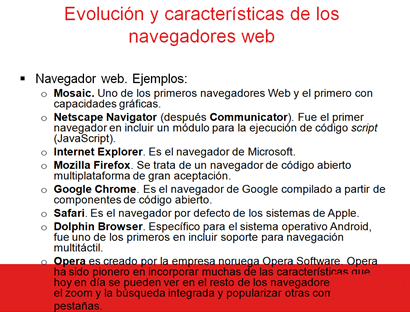 Evolución y características de los
navegadores web
Navegador web. Ejemplos:
Mosaic. Uno de los primeros navegadores Web y el primero con
capacidades gráficas.
Netscape Navigator (después Communicator). Fue el primer
navegador en incluir un módulo para la ejecución de código script
(JavaScript).
Internet Explorer. Es el navegador de Microsoft.
Mozilla Firefox. Se trata de un navegador de código abierto
multiplataforma de gran aceptación.
Google Chrome. Es el navegador de Google compilado a partir de
componentes de código abierto.
Safari. Es el navegador por defecto de los sistemas de Apple.
Dolphin Browser. Específico para el sistema operativo Android,
fue uno de los primeros en incluir soporte para navegación
multitáctil.
Opera es creado por la empresa noruega Opera Software. Opera
ha sido pionero en incorporar muchas de las características que
hoy en día se pueden ver en el resto de los navegadore
el zoom y la búsqueda integrada y popularizar otras con
pestañas.